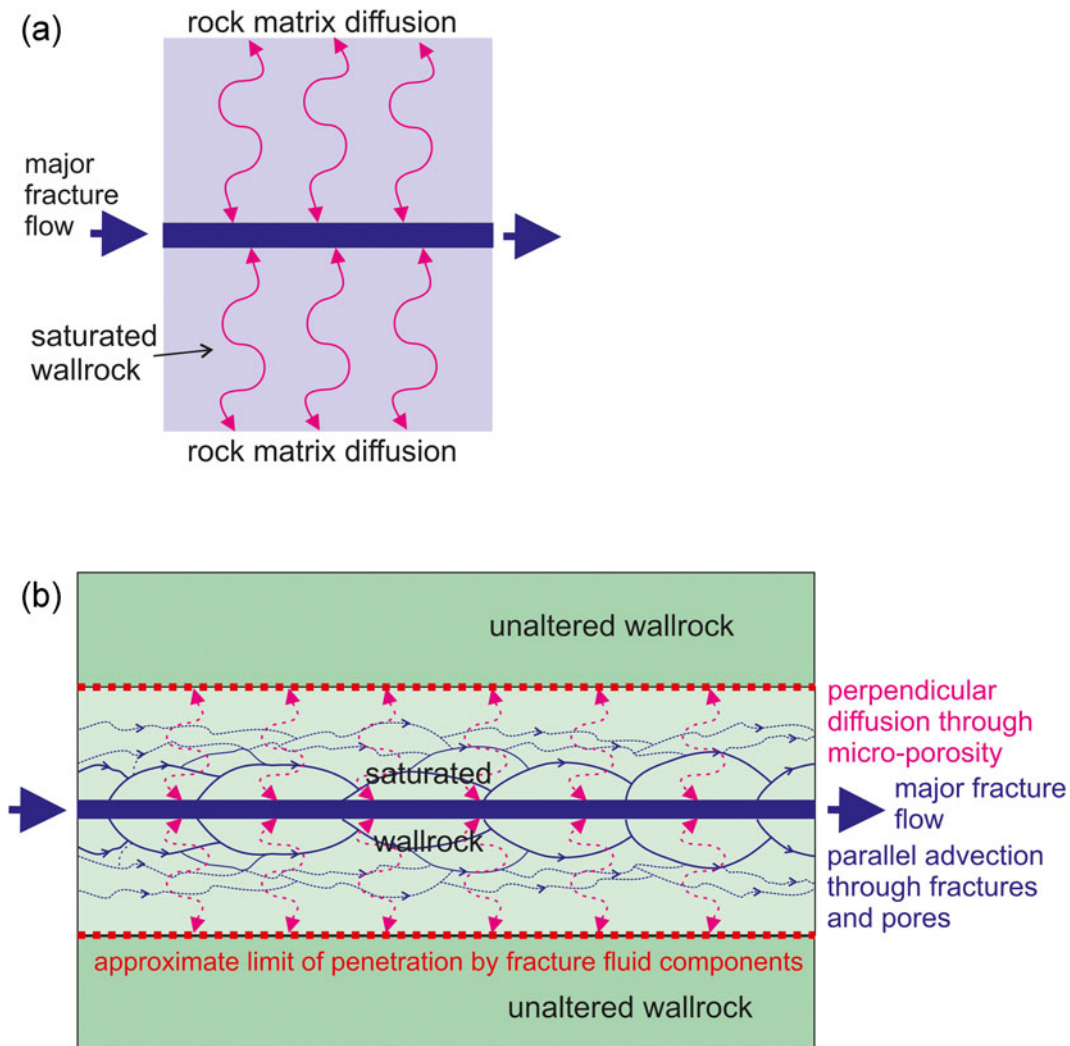 (a)
rock matrix diffusion
major
fracture
flow
saturated
wallrock
rock matrix diffusion
(b)
unaltered wallrock
perpendicular
diffusion through
micro-porosity
saturated
major fracture
flow
wallrock
parallel advection
through fractures
and pores
approximate limit of penetration by fracture fluid components
unaltered wallrock